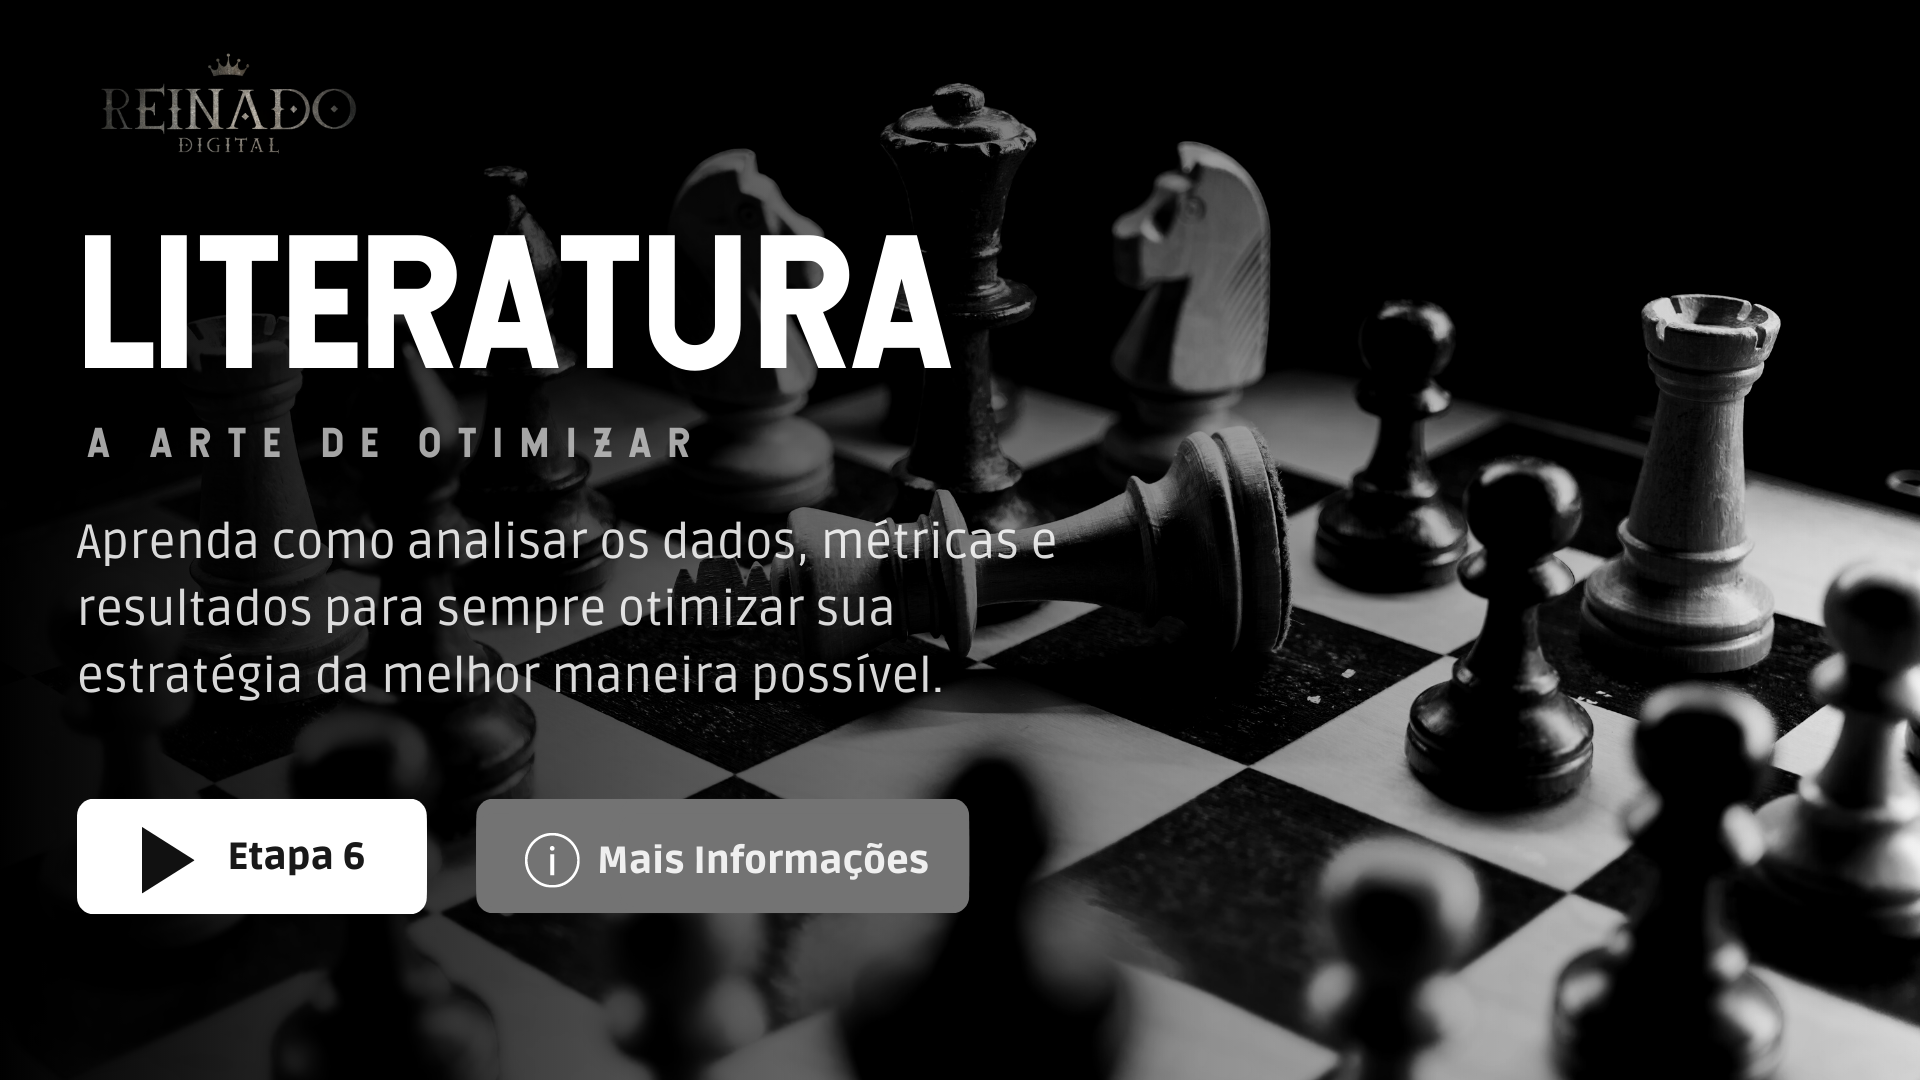 REINADO
DIGITAL
LITERATURA
A ARTE DE OTIMIZAR
Aprenda como analisar os dados, métricas e
resultados para sempre otimizar sua
estratégia da melhor maneira possível.
Etapa 6
Mais Informações